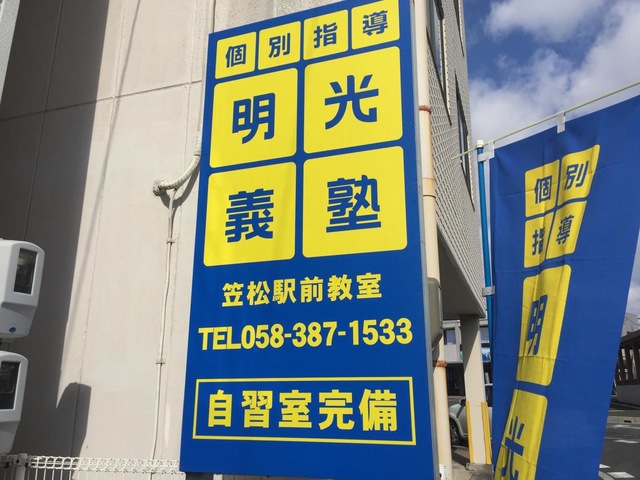 個別指導
明光
義塾
笠松駅前教室
TEL058-387-1533
自習室完備
個別
指導
明
光